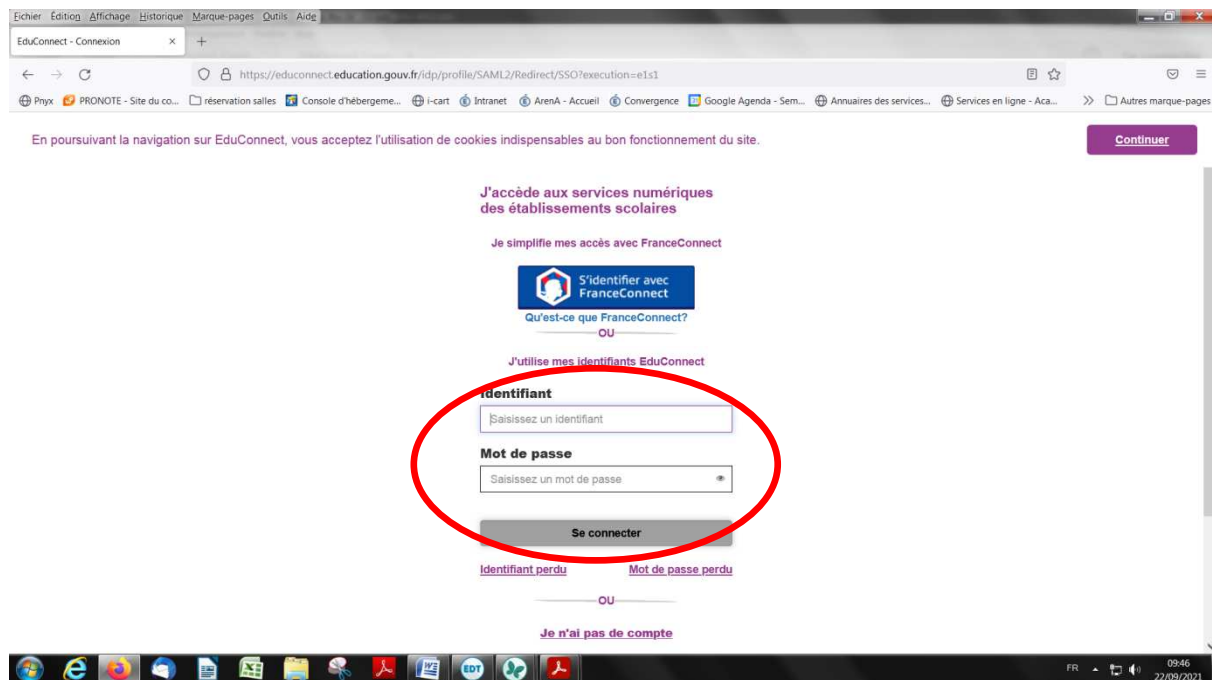 Fichier Édition Affichage Historique Marque-pages Outils Aide
EduConnect - Connexion × +
https://educonnect.education.gouv.fr/idp/profile/SAML2/Redirect/SSO?execution=e1s1
Pnyx PRONOTE - Site du co... réservation salles Console d'hébergeme... i-cart Intranet ArenA - Accueil Convergence Google Agenda - Sem... Annuaires des services... Services en ligne - Aca... >> Autres marque-pages
En poursuivant la navigation sur EduConnect, vous acceptez l'utilisation de cookies indispensables au bon fonctionnement du site.
Continuer
J'accède aux services numériques
des établissements scolaires
Je simplifie mes accès avec FranceConnect
S'identifier avec
FranceConnect
Qu'est-ce que FranceConnect?
OU
J'utilise mes identifiants EduConnect
Identifiant
Saisissez un identifiant
Mot de passe
Saisissez un mot de passe
Se connecter
Identifiant perdu Mot de passe perdu
OU
Je n'ai pas de compte
EDT
FR 09:46
22/09/2021